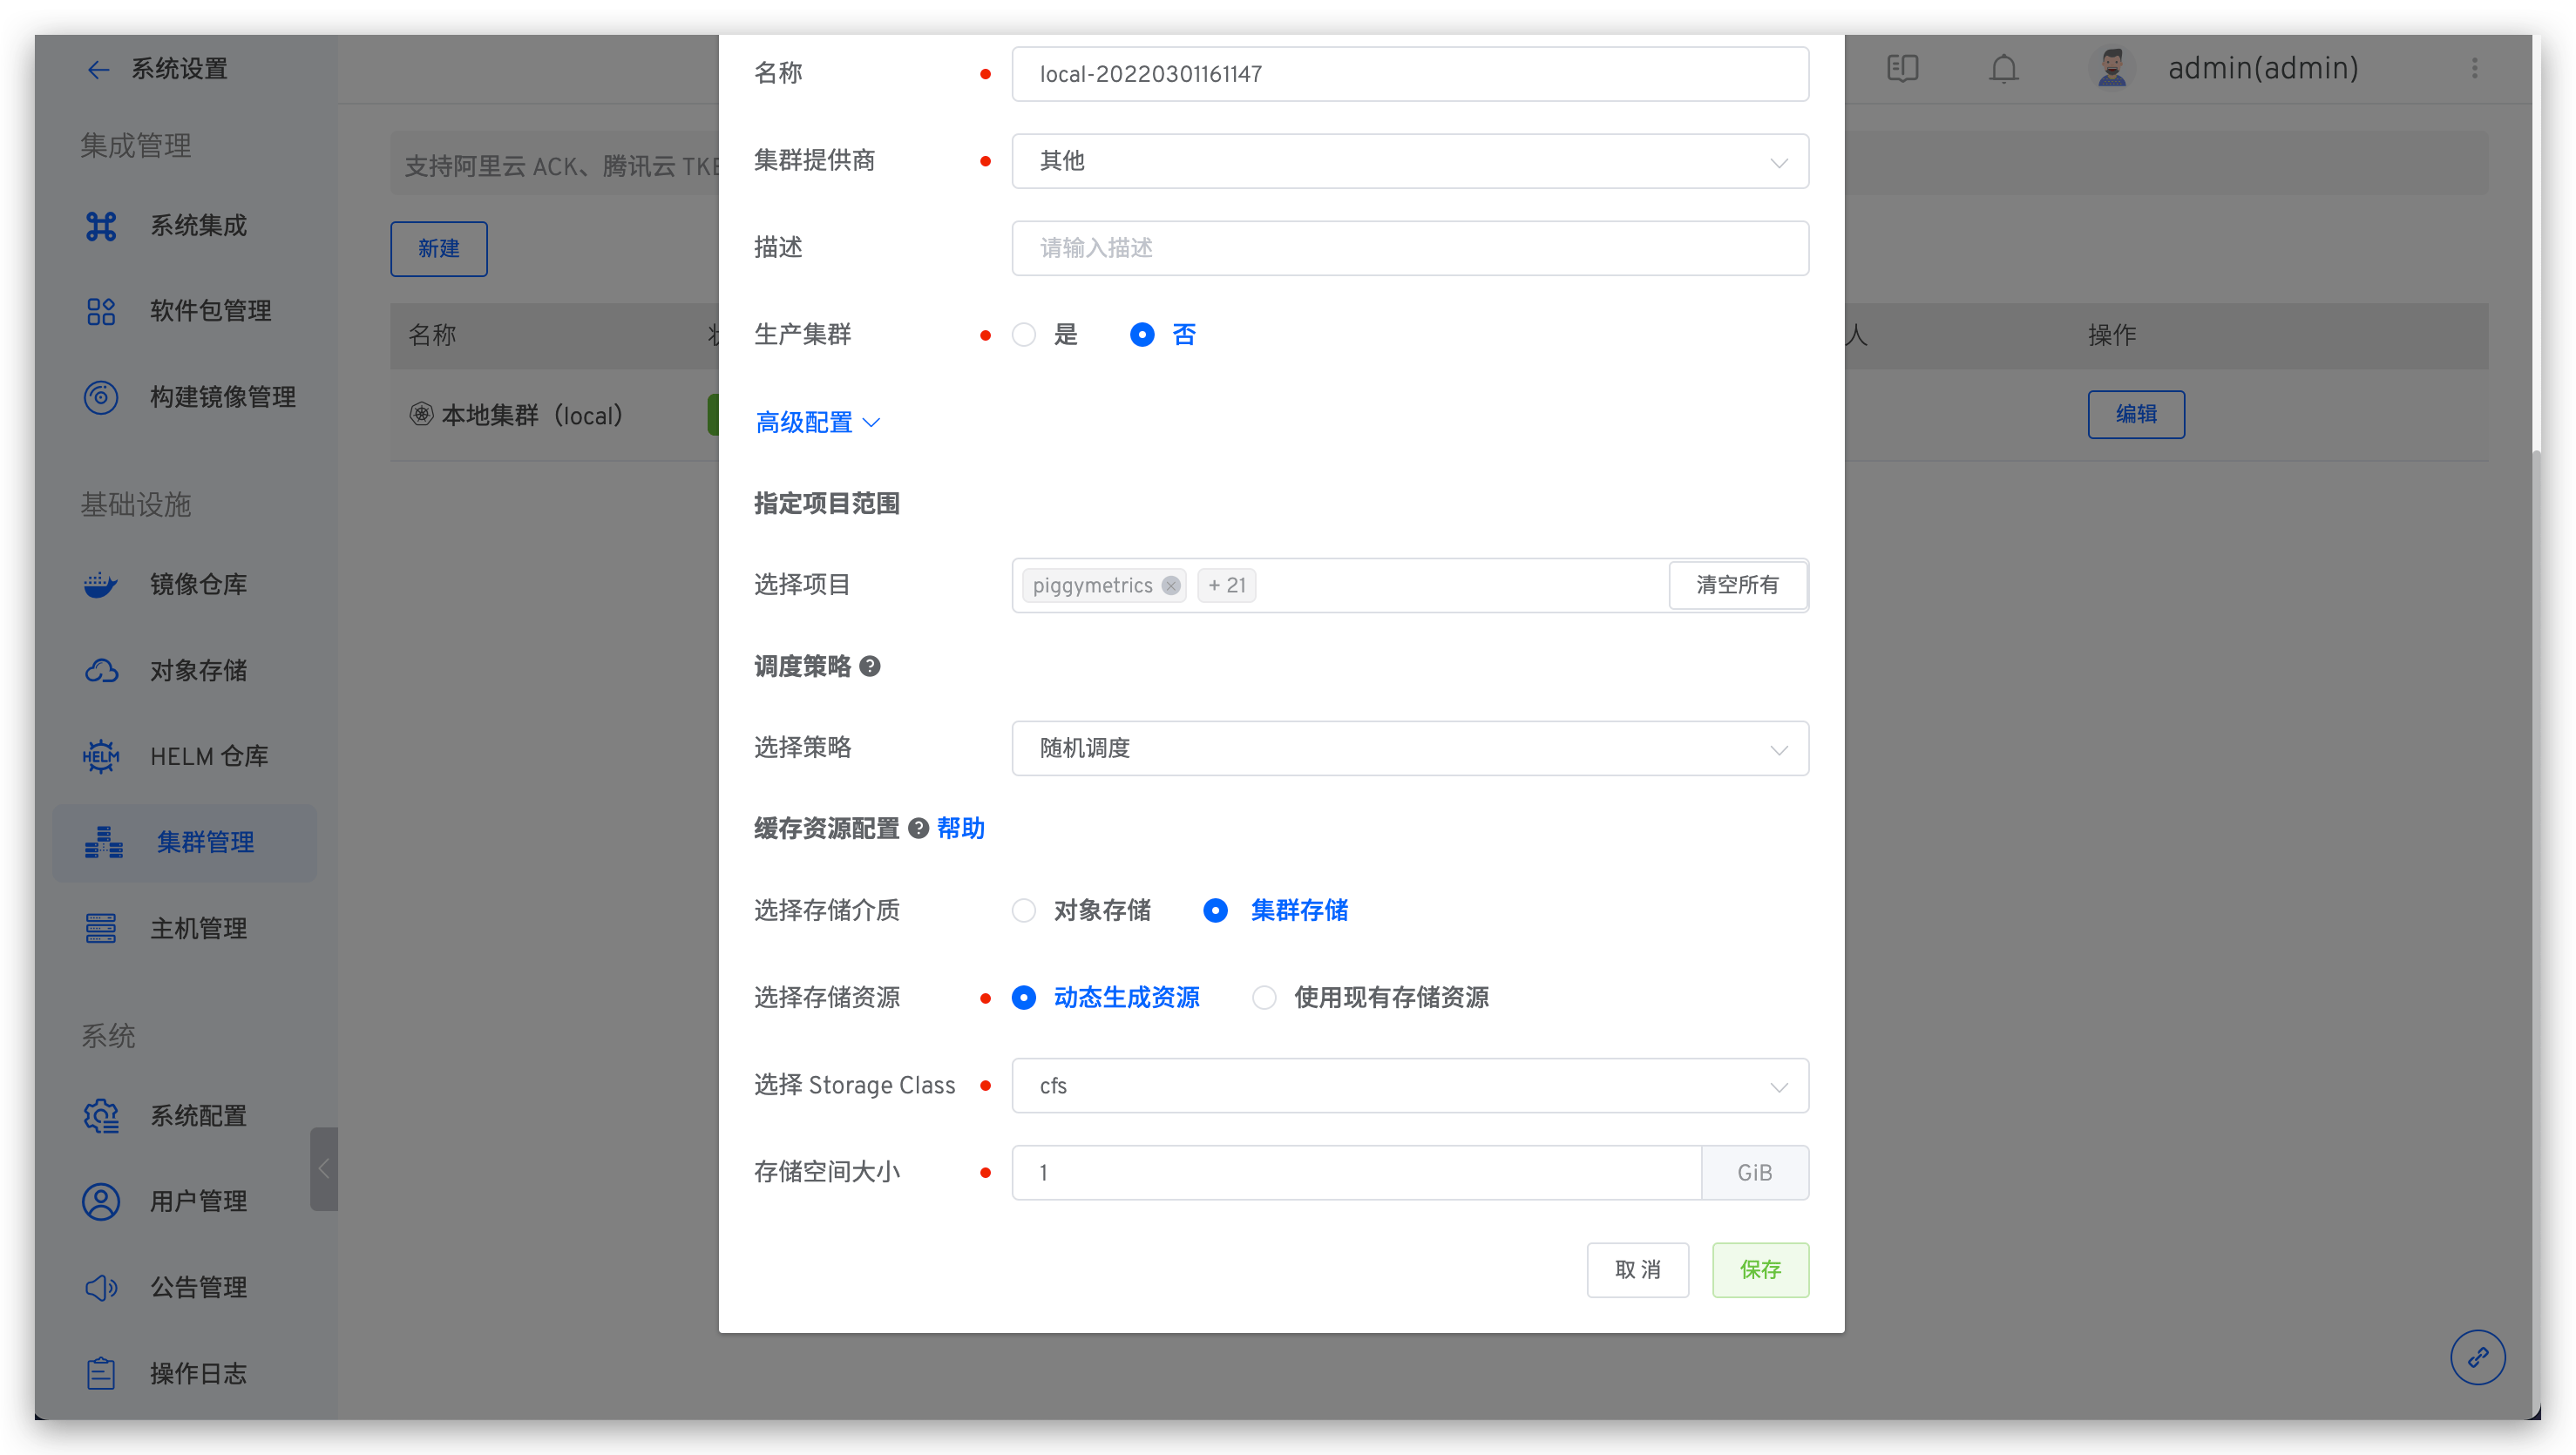 系统设置
集成管理
系统集成
软件包管理
构建镜像管理
基础设施
镜像仓库
对象存储
HELM 仓库
集群管理
主机管理
系统
系统配置
用户管理
公告管理
操作日志
admin(admin)
支持阿里云 ACK、腾讯云 TKE
新建
名称
人
操作
本地集群（local）
编辑
名称
local-20220301161147
集群提供商
其他
描述
请输入描述
生产集群
是 否
高级配置
指定项目范围
选择项目
piggymetrics + 21
清空所有
调度策略 ?
选择策略
随机调度
缓存资源配置 ? 帮助
选择存储介质
对象存储 集群存储
选择存储资源
动态生成资源 使用现有存储资源
选择 Storage Class
cfs
存储空间大小
1 GiB
取 消 保存